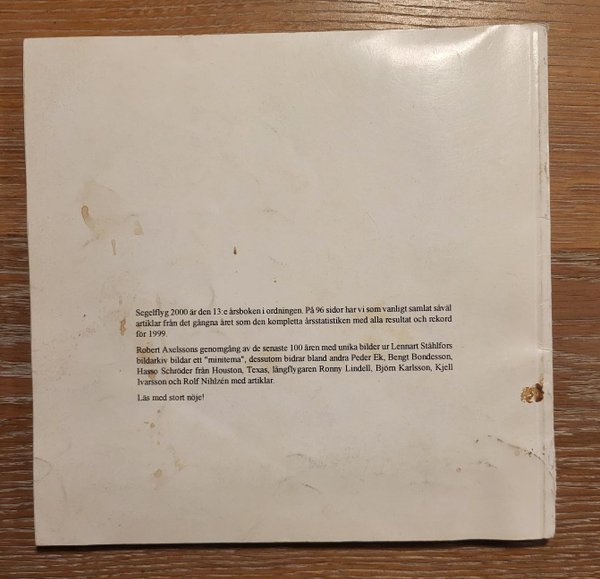 Segelflyg 2000 är den 13:e årsboken i ordningen. På 96 sidor har vi som vanligt samlat såväl
artiklar från det gångna året som den kompletta årsstatistiken med alla resultat och rekord
för 1999.
Robert Axelssons genomgång av de senaste 100 åren med unika bilder ur Lennart Ståhlfors
bildarkiv bildar ett "minitema", dessutom bidrar bland andra Peder Ek, Bengt Bondesson,
Hasso Schröder från Houston, Texas, långflygaren Ronny Lindell, Björn Karlsson, Kjell
Ivarsson och Rolf Nihlzén med artiklar.
Läs med stort nöje!